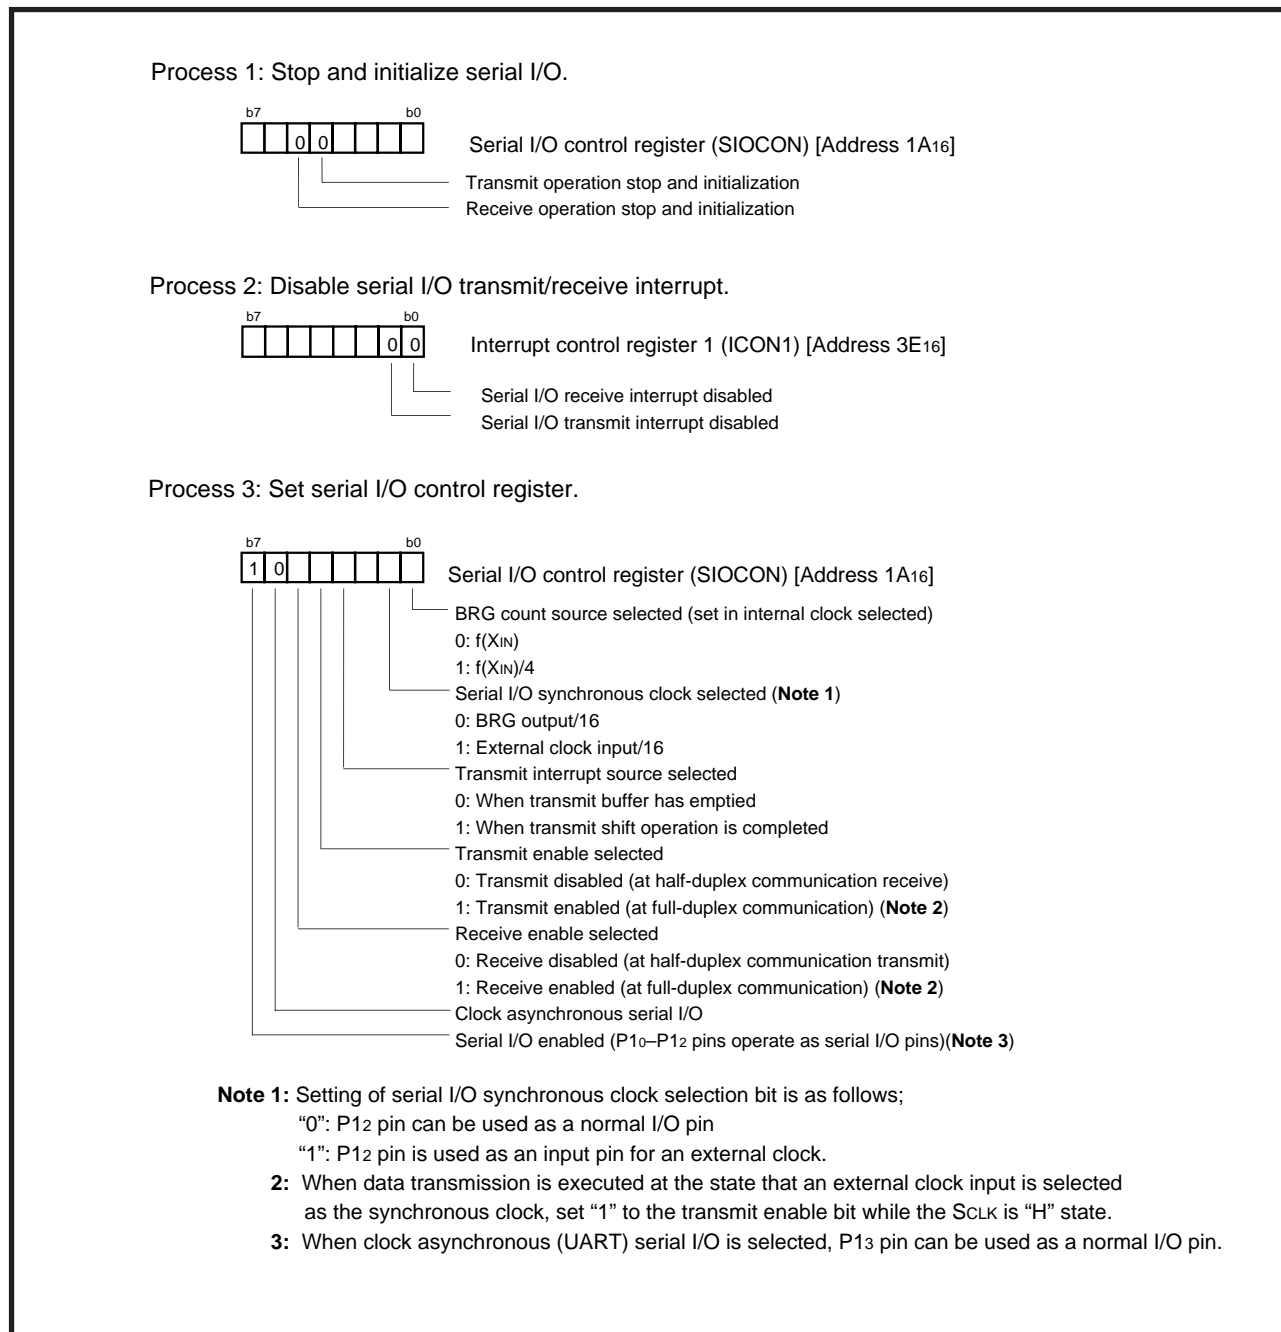 Process 1: Stop and initialize serial I/O.
b7 b0
0 0
Serial I/O control register (SIOCON) [Address 1A16]
Transmit operation stop and initialization
Receive operation stop and initialization
Process 2: Disable serial I/O transmit/receive interrupt.
b7 b0
0 0
Interrupt control register 1 (ICON1) [Address 3E16]
Serial I/O receive interrupt disabled
Serial I/O transmit interrupt disabled
Process 3: Set serial I/O control register.
b7 b0
1 0
Serial I/O control register (SIOCON) [Address 1A16]
BRG count source selected (set in internal clock selected)
0: f(XIN)
1: f(XIN)/4
Serial I/O synchronous clock selected (Note 1)
0: BRG output/16
1: External clock input/16
Transmit interrupt source selected
0: When transmit buffer has emptied
1: When transmit shift operation is completed
Transmit enable selected
0: Transmit disabled (at half-duplex communication receive)
1: Transmit enabled (at full-duplex communication) (Note 2)
Receive enable selected
0: Receive disabled (at half-duplex communication transmit)
1: Receive enabled (at full-duplex communication) (Note 2)
Clock asynchronous serial I/O
Serial I/O enabled (P10–P12 pins operate as serial I/O pins)(Note 3)
Note 1: Setting of serial I/O synchronous clock selection bit is as follows;
“0”: P12 pin can be used as a normal I/O pin
“1”: P12 pin is used as an input pin for an external clock.
2: When data transmission is executed at the state that an external clock input is selected
as the synchronous clock, set “1” to the transmit enable bit while the SCLK is “H” state.
3: When clock asynchronous (UART) serial I/O is selected, P13 pin can be used as a normal I/O pin.